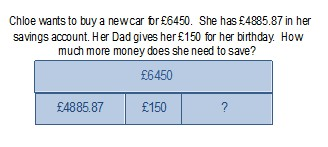 Chloe wants to buy a new car for £6450. She has £4885.87 in her
savings account. Her Dad gives her £150 for her birthday. How
much more money does she need to save?
£6450
£4885.87 £150 ?